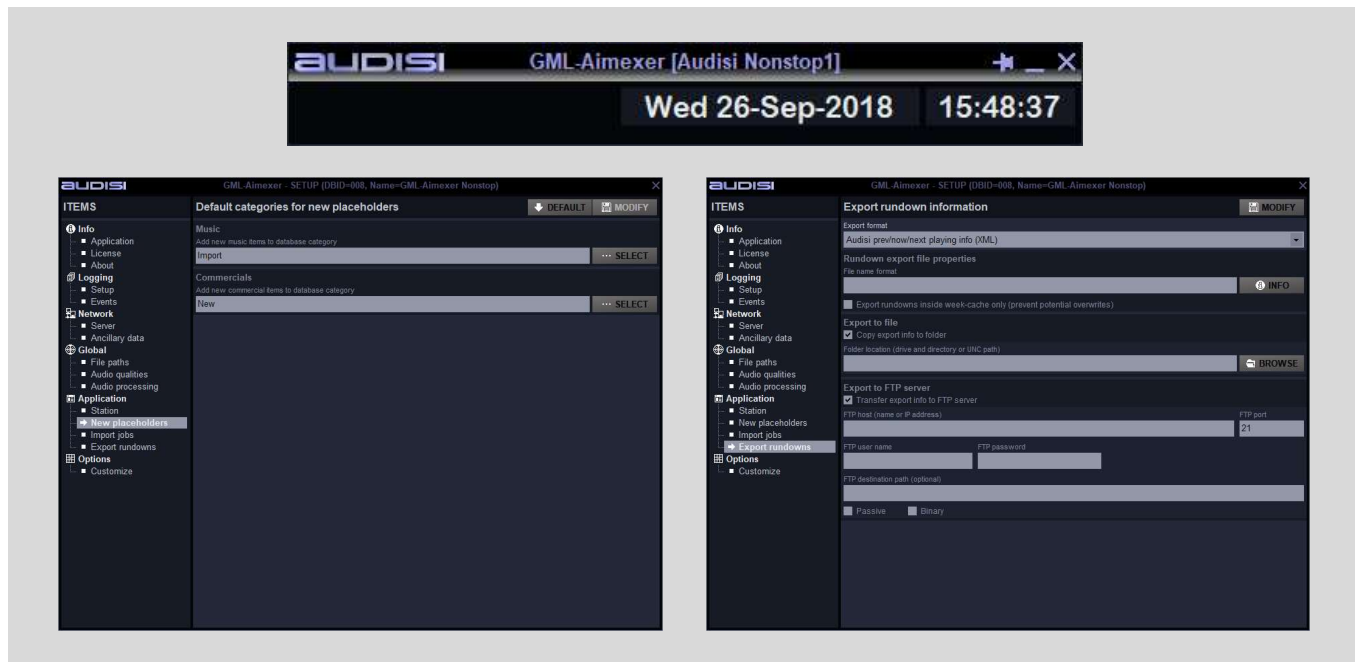 AUDISI GML-Aimexer [Audisi Nonstop1]
Wed 26-Sep-2018 15:48:37
AUDISI GML-Aimexer - SETUP (DBID=008, Name=GML-Aimexer Nonstop)
ITEMS
Info
Application
License
About
Logging
Setup
Events
Network
Server
Ancillary data
Global
File paths
Audio qualities
Audio processing
Application
Station
New placeholders
Import jobs
Export rundowns
Options
Customize
Default categories for new placeholders DEFAULT MODIFY
Music
Add new music items to database category
Import ... SELECT
Commercials
Add new commercial items to database category
New ... SELECT
AUDISI GML-Aimexer - SETUP (DBID=008, Name=GML-Aimexer Nonstop)
ITEMS
Info
Application
License
About
Logging
Setup
Events
Network
Server
Ancillary data
Global
File paths
Audio qualities
Audio processing
Application
Station
New placeholders
Import jobs
Export rundowns
Options
Customize
Export rundown information MODIFY
Export format
Audisi prev/now/next playing info (XML)
Rundown export file properties
File name format
INFO
Export rundowns inside week-cache only (prevent potential overwrites)
Export to file
Copy export info to folder
Folder location (drive and directory or UNC path)
BROWSE
Export to FTP server
Transfer export info to FTP server
FTP host (name or IP address) FTP port
21
FTP user name FTP password
FTP destination path (optional)
Passive Binary